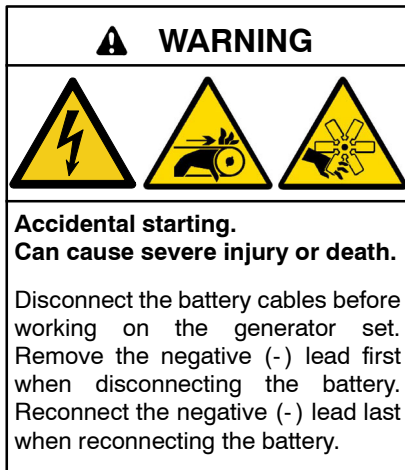 WARNING
Accidental starting.
Can cause severe injury or death.
Disconnect the battery cables before
working on the generator set.
Remove the negative (-) lead first
when disconnecting the battery.
Reconnect the negative (-) lead last
when reconnecting the battery.